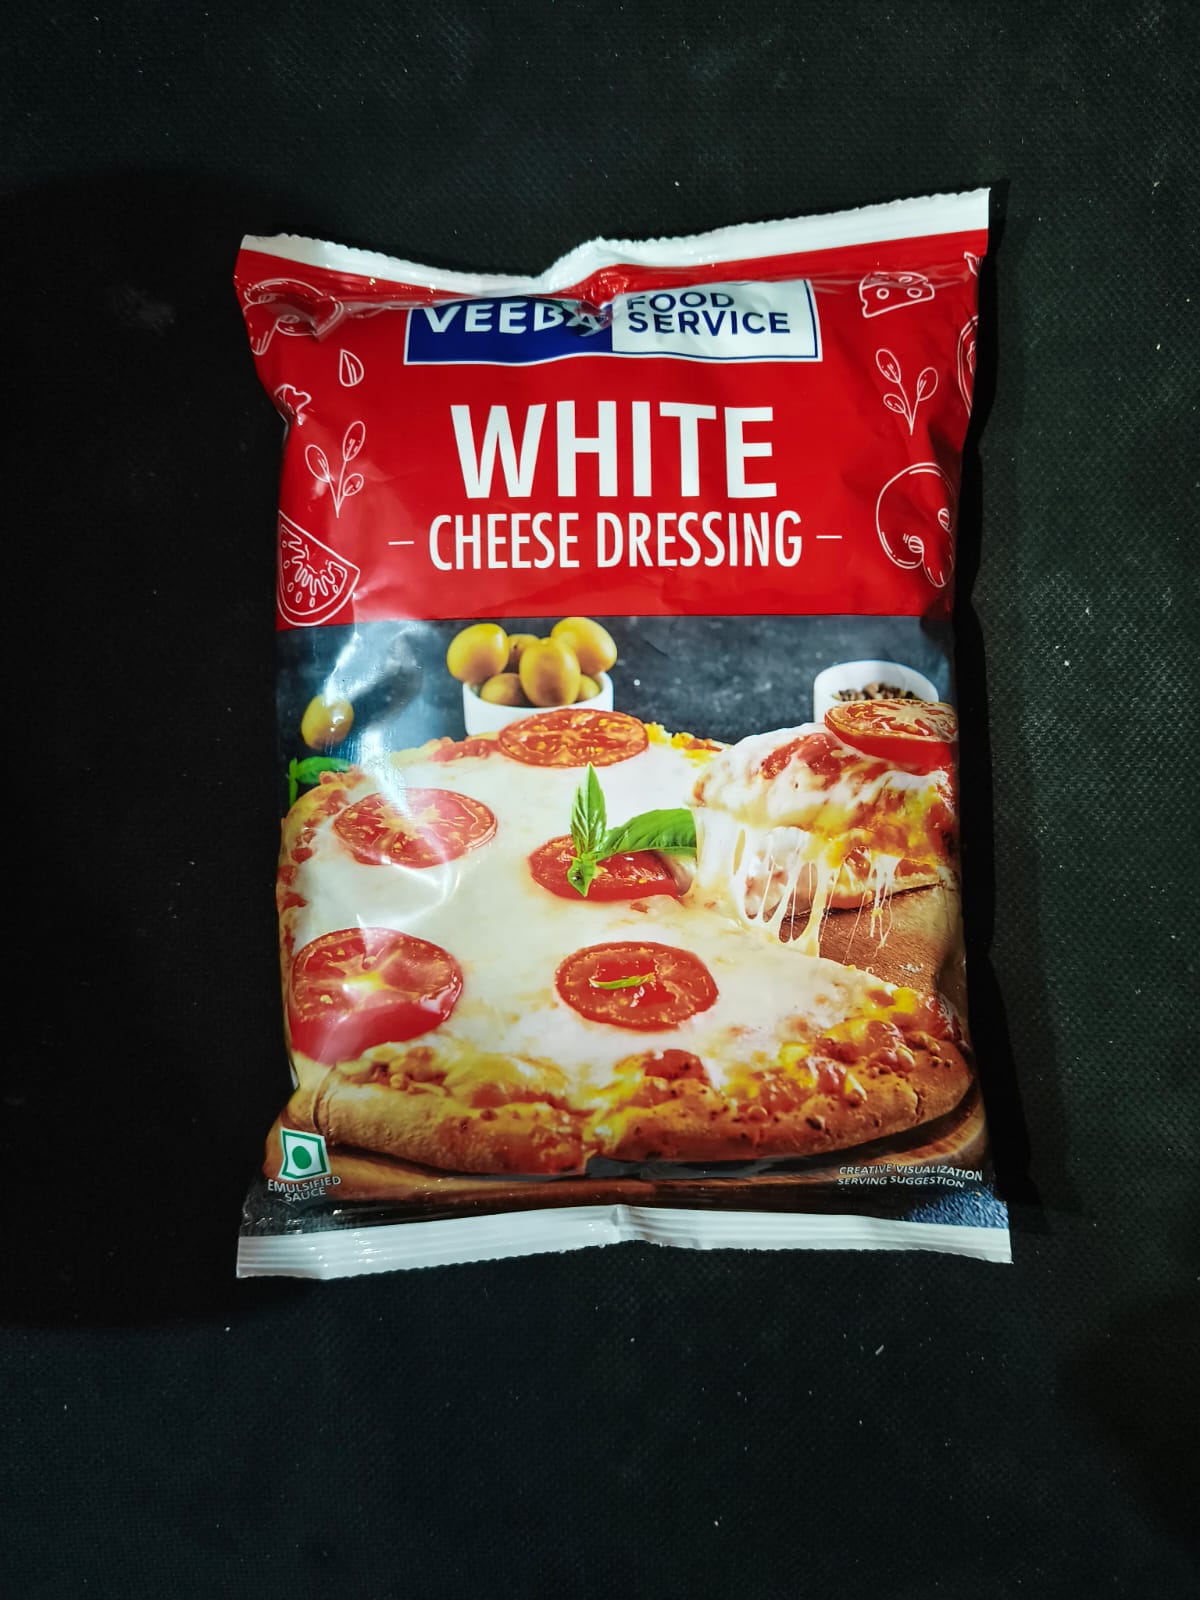 VEEBA FOOD SERVICE
WHITE
- CHEESE DRESSING -
EMULSIFIED
SAUCE
CREATIVE VISUALIZATION
SERVING SUGGESTION